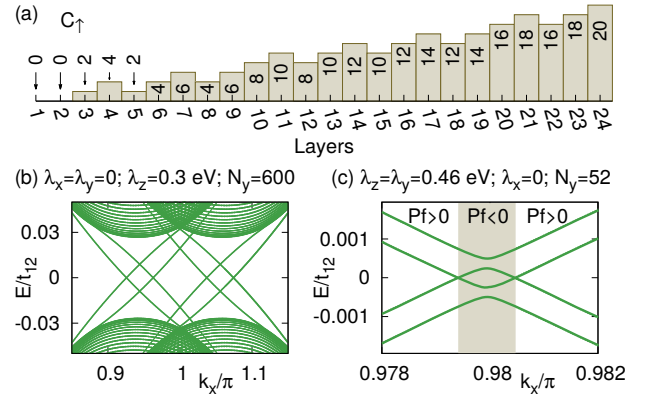 (a) C↑
0 0 2 4 2 4 6 4 6 8 10 8 10 12 10 12 14 12 14 16 18 16 18 20
1 2 3 4 5 6 7 8 9 10 11 12 13 14 15 16 17 18 19 20 21 22 23 24
Layers
(b) λx=λy=0; λz=0.3 eV; Ny=600
E/t12
0.03
0
-0.03
0.9 1 kx/π 1.1
(c) λz=λy=0.46 eV; λx=0; Ny=52
Pf>0 Pf<0 Pf>0
E/t12
0.001
0
-0.001
0.978 0.98 kx/π 0.982